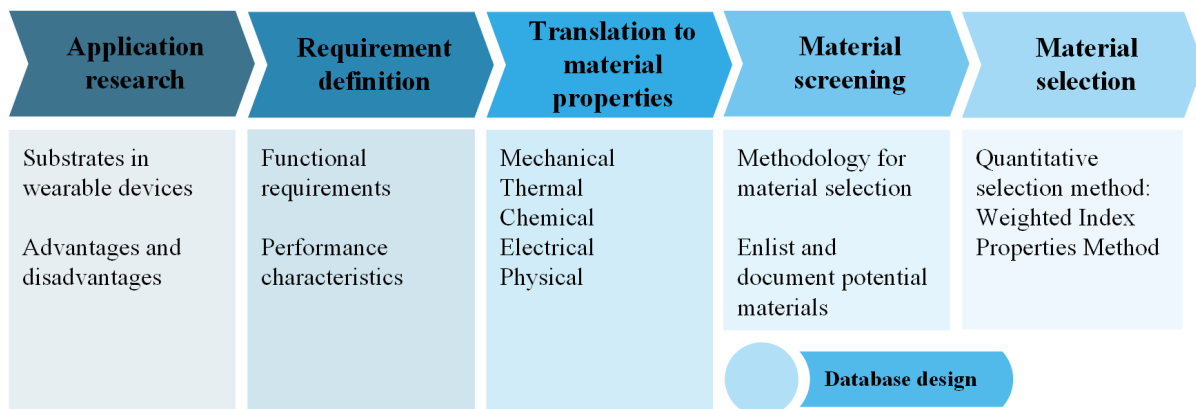 Application
research
Requirement
definition
Translation to
material
properties
Material
screening
Material
selection
Substrates in
wearable devices
Advantages and
disadvantages
Functional
requirements
Performance
characteristics
Mechanical
Thermal
Chemical
Electrical
Physical
Methodology for
material selection
Enlist and
document potential
materials
Quantitative
selection method:
Weighted Index
Properties Method
Database design